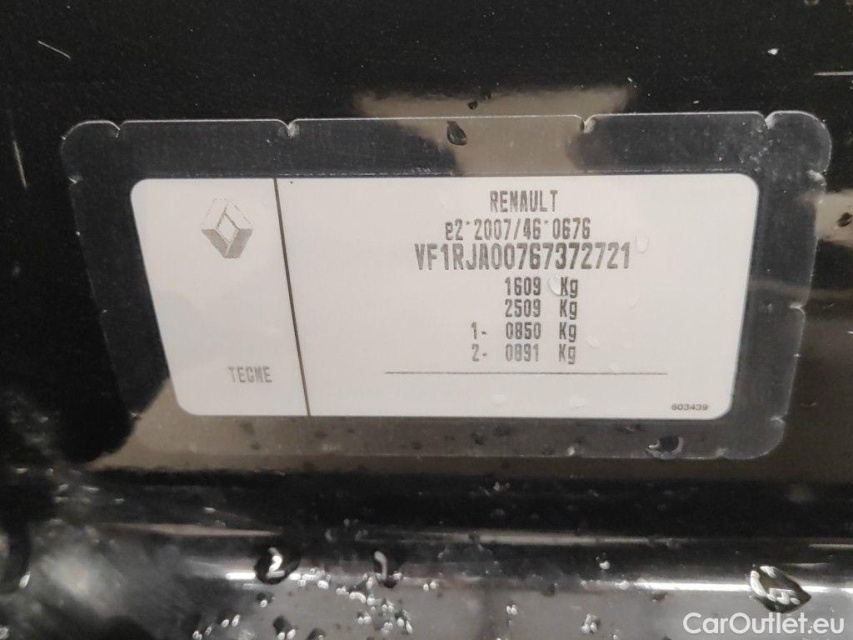 RENAULT
e2*2007/46*0676
VF1RJA00767372721
1609 Kg
2509 Kg
1- 0850 Kg
2- 0891 Kg
TEGNE
603439
CarOutlet.eu